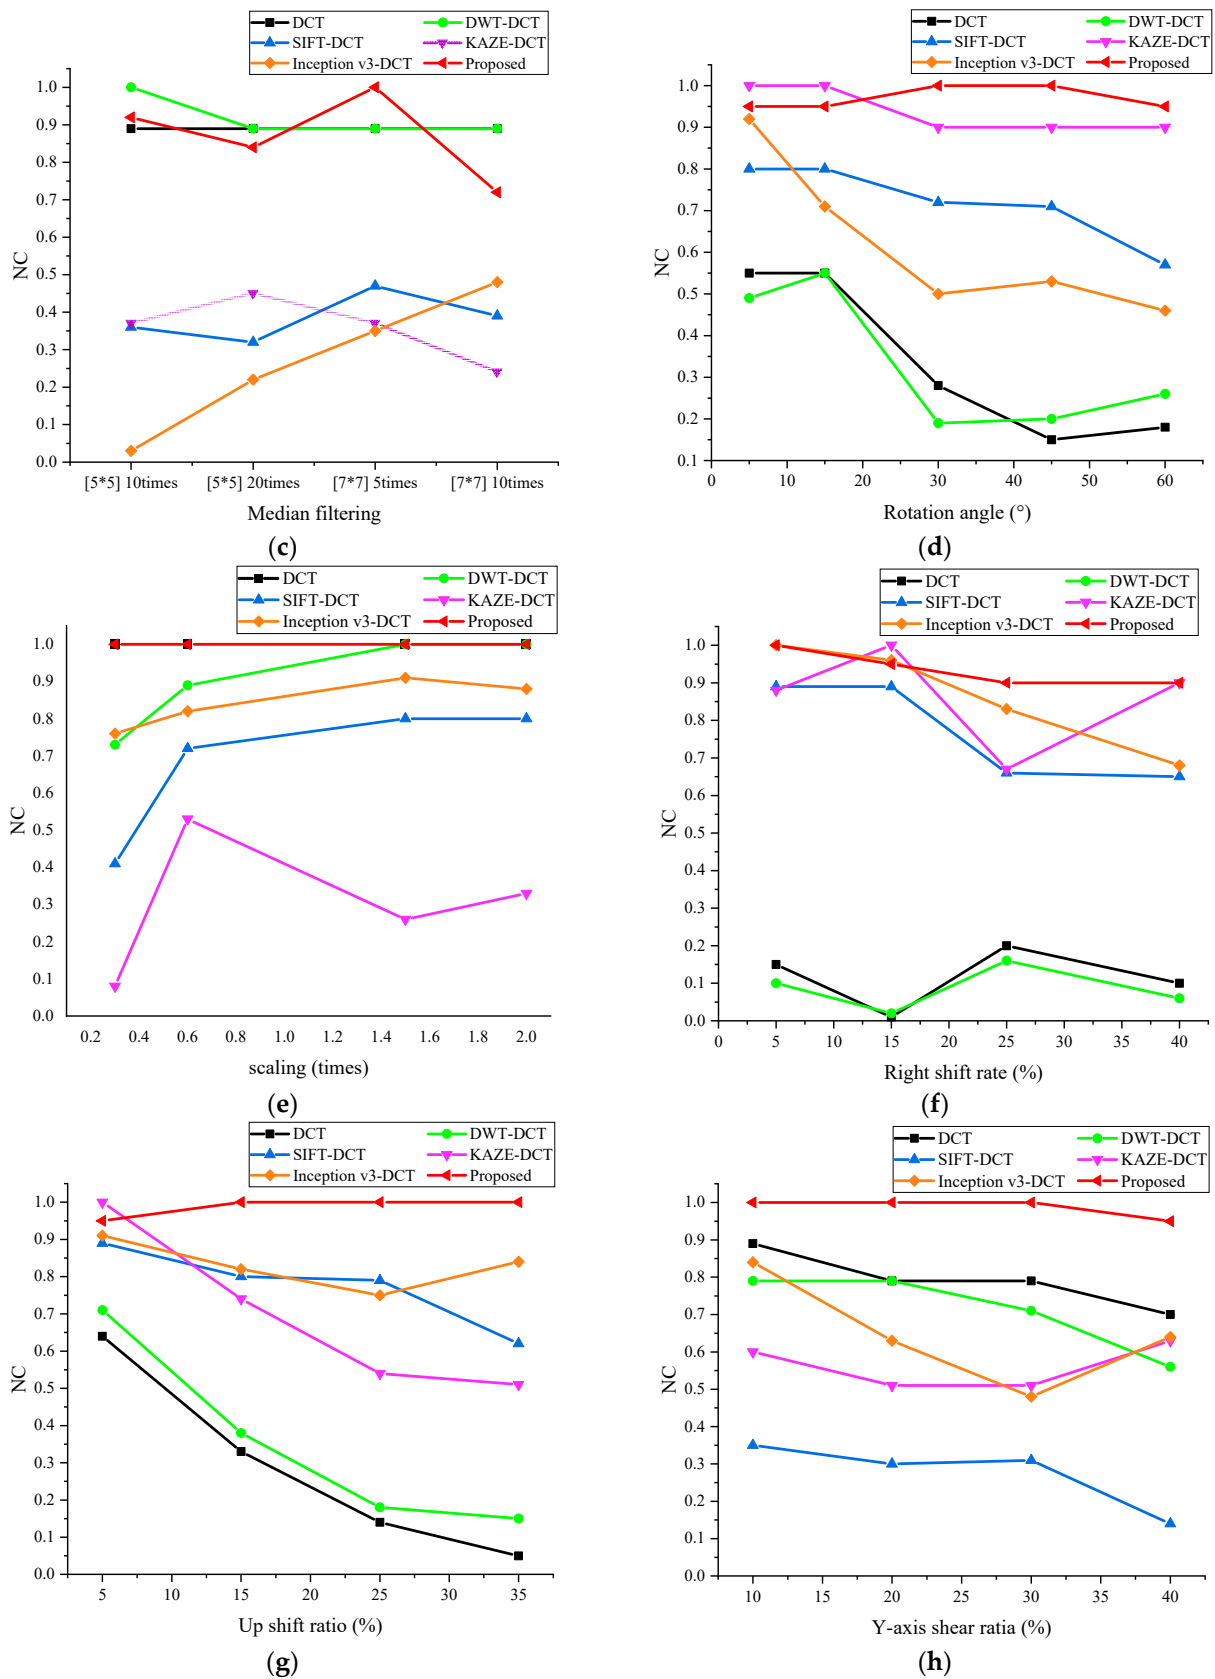 DCT DWT-DCT
SIFT-DCT KAZE-DCT
Inception v3-DCT Proposed
1.0
0.9
0.8
0.7
0.6
0.5
0.4
0.3
0.2
0.1
0.0
NC
[5*5] 10times [5*5] 20times [7*7] 5times [7*7] 10times
Median filtering
(c)
DCT DWT-DCT
SIFT-DCT KAZE-DCT
Inception v3-DCT Proposed
1.0
0.9
0.8
0.7
0.6
0.5
0.4
0.3
0.2
0.1
NC
0 10 20 30 40 50 60
Rotation angle (°)
(d)
DCT DWT-DCT
SIFT-DCT KAZE-DCT
Inception v3-DCT Proposed
1.0
0.9
0.8
0.7
0.6
0.5
0.4
0.3
0.2
0.1
0.0
NC
0.2 0.4 0.6 0.8 1.0 1.2 1.4 1.6 1.8 2.0
scaling (times)
(e)
DCT DWT-DCT
SIFT-DCT KAZE-DCT
Inception v3-DCT Proposed
1.0
0.9
0.8
0.7
0.6
0.5
0.4
0.3
0.2
0.1
0.0
NC
0 5 10 15 20 25 30 35 40
Right shift rate (%)
(f)
DCT DWT-DCT
SIFT-DCT KAZE-DCT
Inception v3-DCT Proposed
1.0
0.9
0.8
0.7
0.6
0.5
0.4
0.3
0.2
0.1
0.0
NC
5 10 15 20 25 30 35
Up shift ratio (%)
(g)
DCT DWT-DCT
SIFT-DCT KAZE-DCT
Inception v3-DCT Proposed
1.0
0.9
0.8
0.7
0.6
0.5
0.4
0.3
0.2
0.1
0.0
NC
10 15 20 25 30 35 40
Y-axis shear ratia (%)
(h)